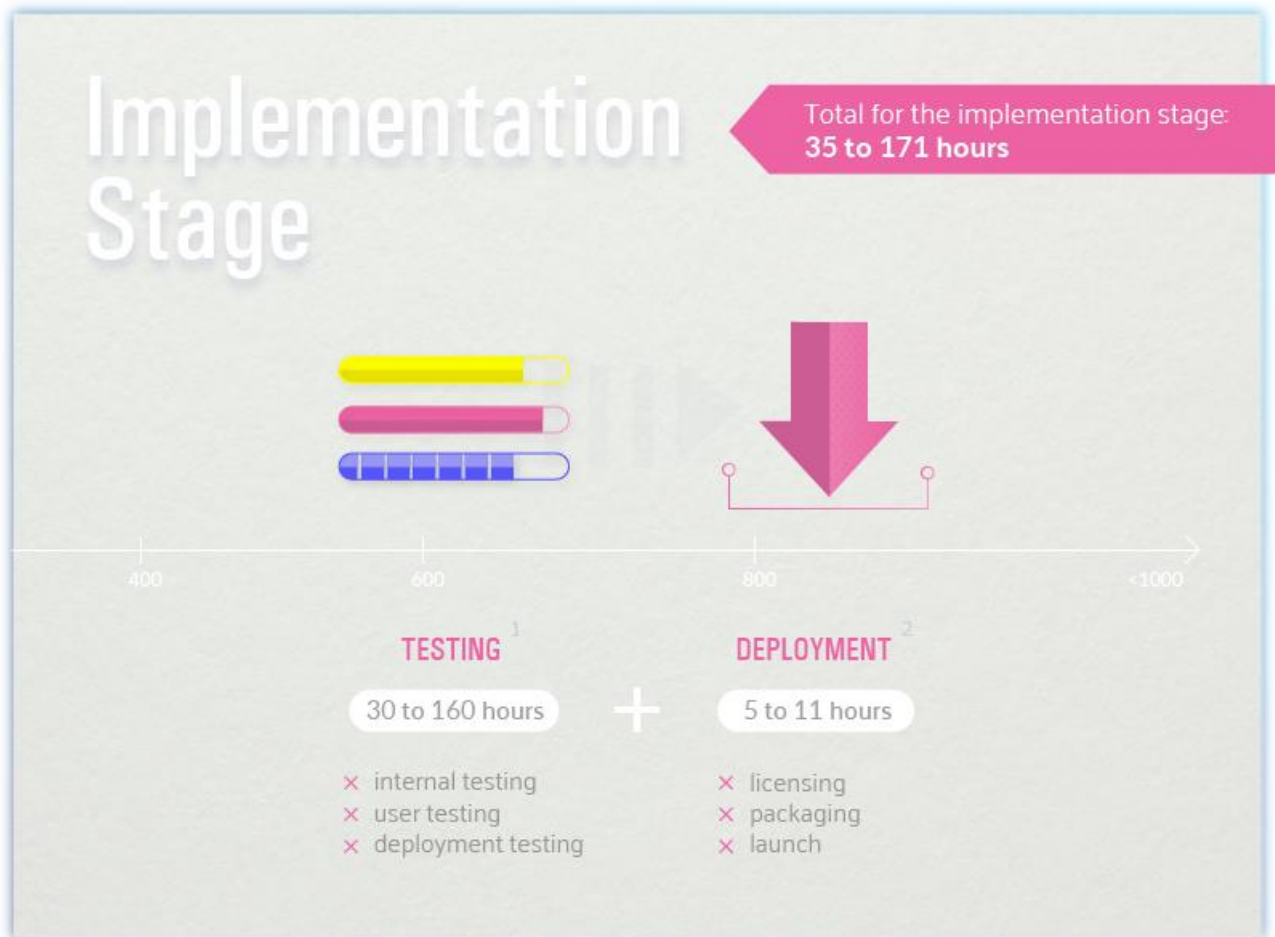 Implementation
Stage
Total for the implementation stage:
35 to 171 hours
400
600
800
<1000
TESTING 1
DEPLOYMENT 2
30 to 160 hours
+
5 to 11 hours
× internal testing
× user testing
× deployment testing
× licensing
× packaging
× launch